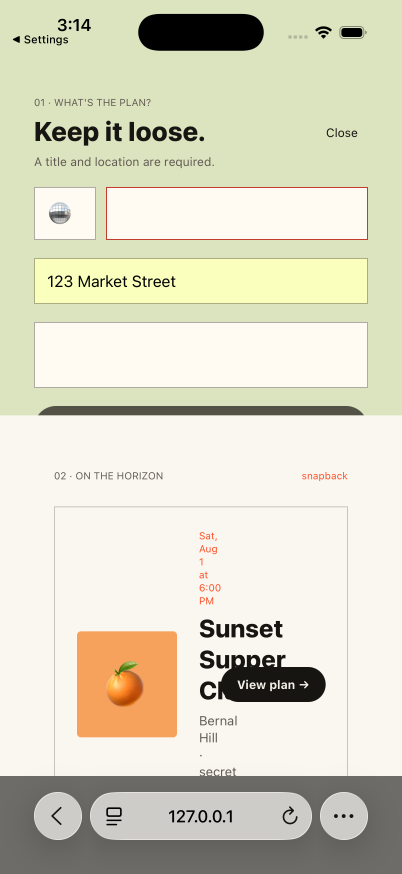 3:14
◀ Settings
01 · WHAT'S THE PLAN?
Keep it loose.
Close
A title and location are required.
123 Market Street
02 · ON THE HORIZON
snapback
Sat,
Aug
1
at
6:00
PM
Sunset
Supper
View plan →
Bernal
Hill
·
secret
127.0.0.1